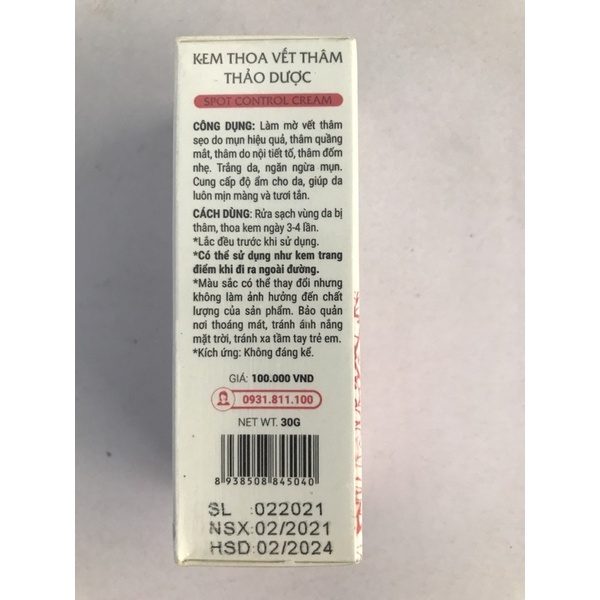 KEM THOA VẾT THÂM
THẢO DƯỢC
SPOT CONTROL CREAM
CÔNG DỤNG: Làm mờ vết thâm
sẹo do mụn hiệu quả, thâm quầng
mắt, thâm do nội tiết tố, thâm đốm
nhẹ. Trắng da, ngăn ngừa mụn.
Cung cấp độ ẩm cho da, giúp da
luôn mịn màng và tươi tắn.
CÁCH DÙNG: Rửa sạch vùng da bị
thâm, thoa kem ngày 3-4 lần.
*Lắc đều trước khi sử dụng.
*Có thể sử dụng như kem trang
điểm khi đi ra ngoài đường.
*Màu sắc có thể thay đổi nhưng
không làm ảnh hưởng đến chất
lượng của sản phẩm. Bảo quản
nơi thoáng mát, tránh ánh nắng
mặt trời, tránh xa tầm tay trẻ em.
*Kích ứng: Không đáng kể.
GIÁ: 100.000 VND
0931.811.100
NET WT. 30G
8 938508 845040
SL :022021
NSX:02/2021
HSD:02/2024